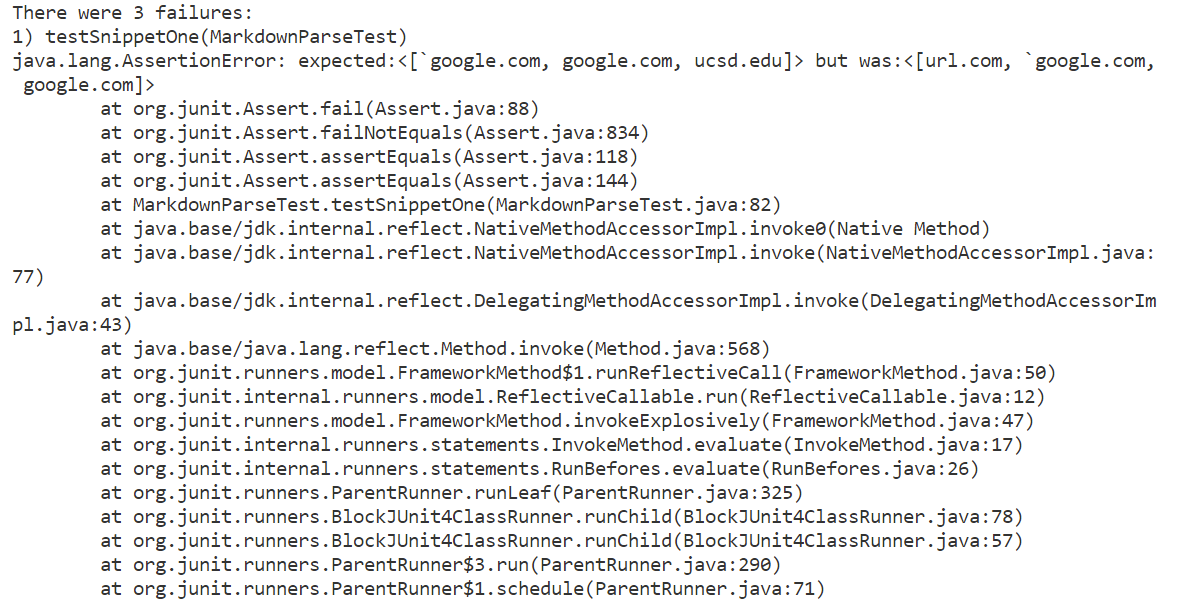 There were 3 failures:
1) testSnippetOne(MarkdownParseTest)
java.lang.AssertionError: expected:<[`google.com, google.com, ucsd.edu]> but was:<[url.com, `google.com,
 google.com]>
        at org.junit.Assert.fail(Assert.java:88)
        at org.junit.Assert.failNotEquals(Assert.java:834)
        at org.junit.Assert.assertEquals(Assert.java:118)
        at org.junit.Assert.assertEquals(Assert.java:144)
        at MarkdownParseTest.testSnippetOne(MarkdownParseTest.java:82)
        at java.base/jdk.internal.reflect.NativeMethodAccessorImpl.invoke0(Native Method)
        at java.base/jdk.internal.reflect.NativeMethodAccessorImpl.invoke(NativeMethodAccessorImpl.java:
77)
        at java.base/jdk.internal.reflect.DelegatingMethodAccessorImpl.invoke(DelegatingMethodAccessorIm
pl.java:43)
        at java.base/java.lang.reflect.Method.invoke(Method.java:568)
        at org.junit.runners.model.FrameworkMethod$1.runReflectiveCall(FrameworkMethod.java:50)
        at org.junit.internal.runners.model.ReflectiveCallable.run(ReflectiveCallable.java:12)
        at org.junit.runners.model.FrameworkMethod.invokeExplosively(FrameworkMethod.java:47)
        at org.junit.internal.runners.statements.InvokeMethod.evaluate(InvokeMethod.java:17)
        at org.junit.internal.runners.statements.RunBefores.evaluate(RunBefores.java:26)
        at org.junit.runners.ParentRunner.runLeaf(ParentRunner.java:325)
        at org.junit.runners.BlockJUnit4ClassRunner.runChild(BlockJUnit4ClassRunner.java:78)
        at org.junit.runners.BlockJUnit4ClassRunner.runChild(BlockJUnit4ClassRunner.java:57)
        at org.junit.runners.ParentRunner$3.run(ParentRunner.java:290)
        at org.junit.runners.ParentRunner$1.schedule(ParentRunner.java:71)